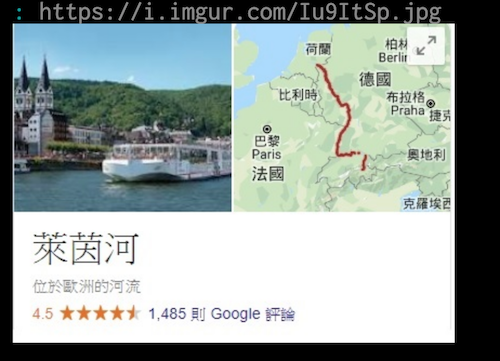 : https://i.imgur.com/Iu9ItSp.jpg
荷蘭
柏林
Berlin
德國
比利時
布拉格
Praha
捷克
巴黎
Paris
法國
奧地利
克羅埃西
萊茵河
位於歐洲的河流
4.5 ★★★★★ 1,485 則 Google 評論